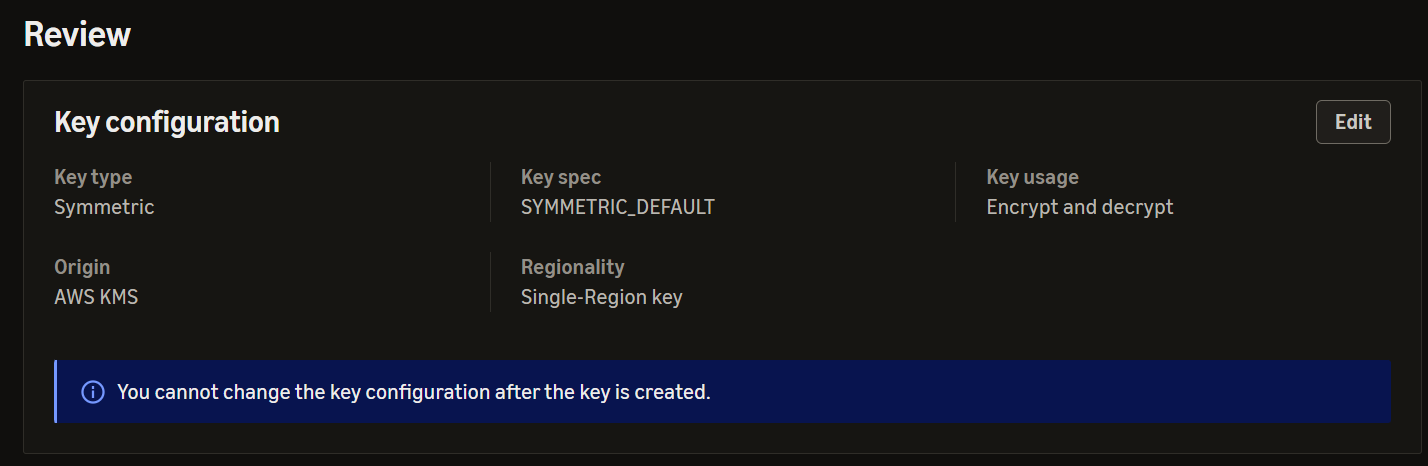 Review
Key configuration
Edit
Key type
Symmetric
Key spec
SYMMETRIC_DEFAULT
Key usage
Encrypt and decrypt
Origin
AWS KMS
Regionality
Single-Region key
You cannot change the key configuration after the key is created.